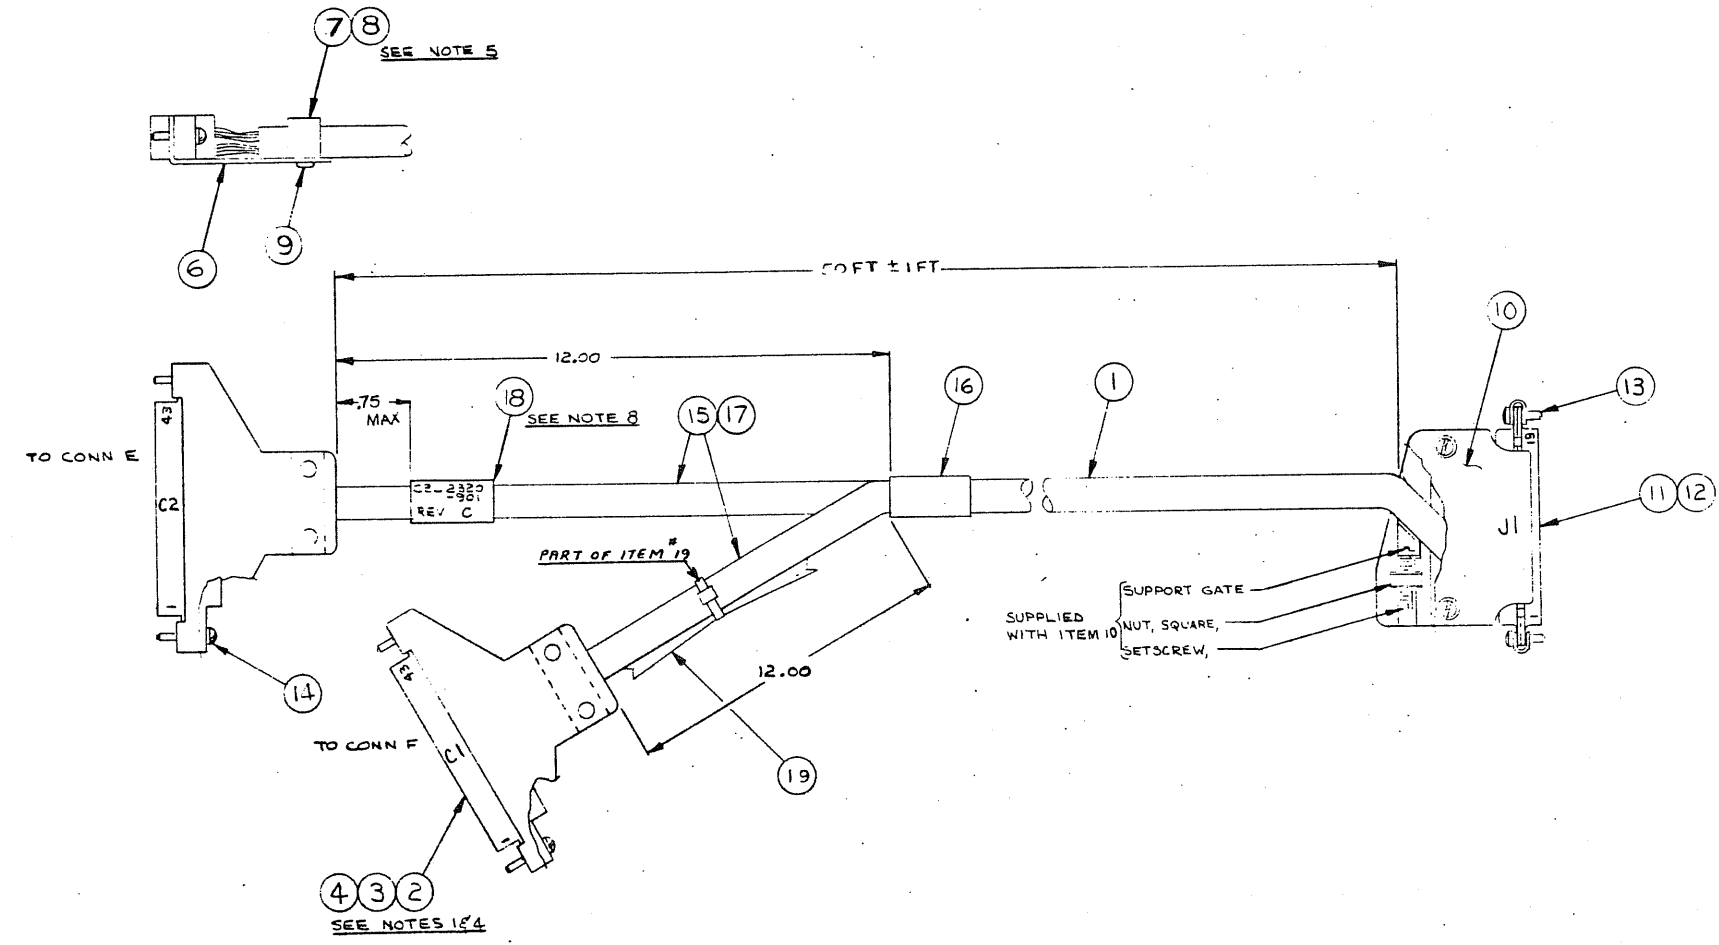 7 8
SEE NOTE 5
6
9
50FT ±1FT
10
12.00
.75
MAX
18
SEE NOTE 8
15 17
16
1
13
43
TO CONN E
C2
C2-2320
-901
REV C
19
11 12
J1
PART OF ITEM #19
SUPPORT GATE
SUPPLIED
WITH ITEM 10
NUT, SQUARE,
SETSCREW,
14
43
12.00
TO CONN F
C1
19
4 3 2
SEE NOTES 1&4